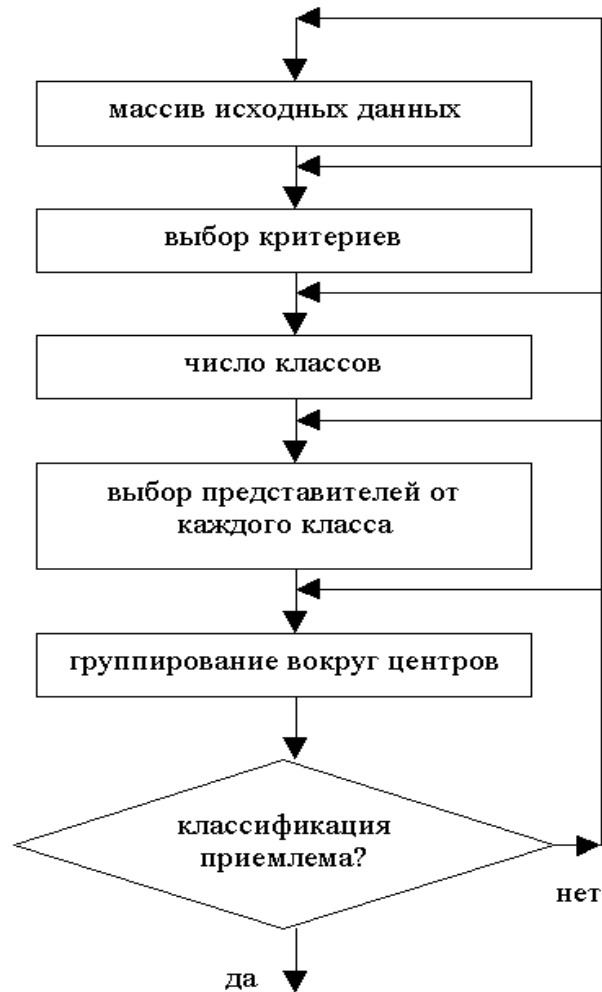 массив исходных данных
выбор критериев
число классов
выбор представителей от
каждого класса
группирование вокруг центров
классификация
приемлема?
нет
да